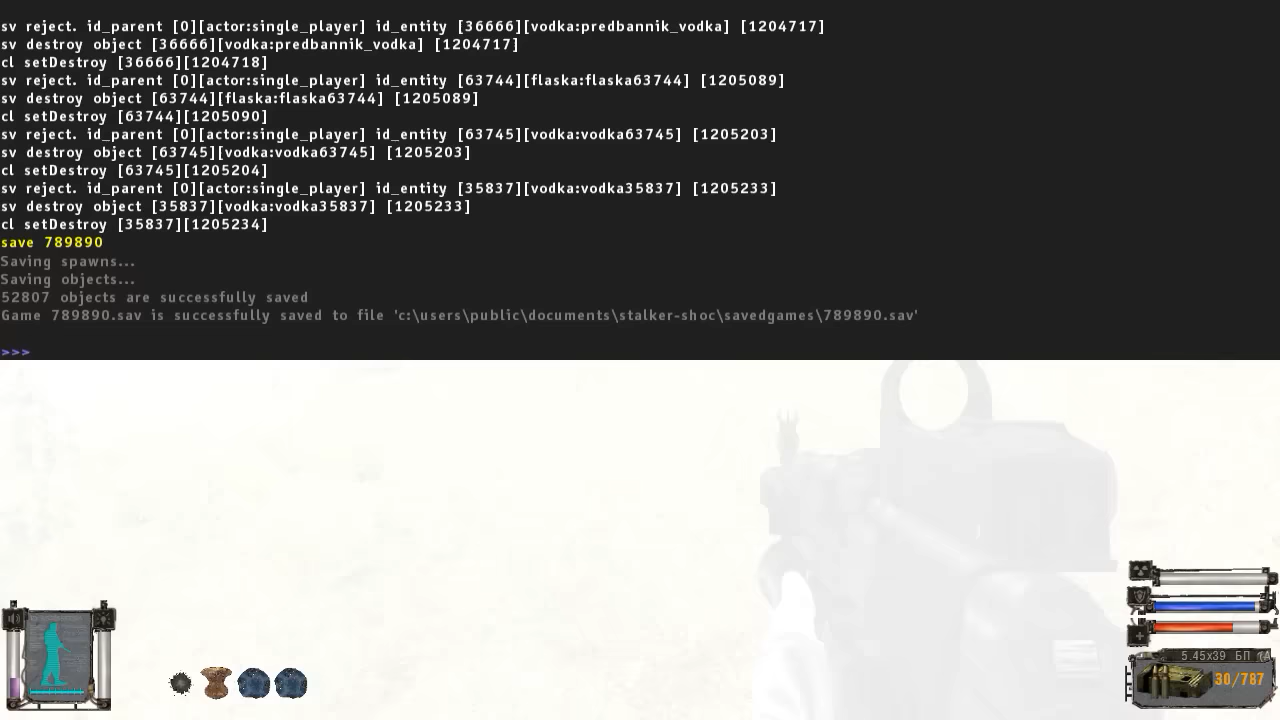 sv reject. id_parent [0][actor:single_player] id_entity [36666][vodka:predbannik_vodka] [1204717]
sv destroy object [36666][vodka:predbannik_vodka] [1204717]
cl setDestroy [36666][1204718]
sv reject. id_parent [0][actor:single_player] id_entity [63744][flaska:flaska63744] [1205089]
sv destroy object [63744][flaska:flaska63744] [1205089]
cl setDestroy [63744][1205090]
sv reject. id_parent [0][actor:single_player] id_entity [63745][vodka:vodka63745] [1205203]
sv destroy object [63745][vodka:vodka63745] [1205203]
cl setDestroy [63745][1205204]
sv reject. id_parent [0][actor:single_player] id_entity [35837][vodka:vodka35837] [1205233]
sv destroy object [35837][vodka:vodka35837] [1205233]
cl setDestroy [35837][1205234]
save 789890
Saving spawns...
Saving objects...
52807 objects are successfully saved
Game 789890.sav is successfully saved to file 'c:\users\public\documents\stalker-shoc\savedgames\789890.sav'
>>>
5.45x39 БП
30/787